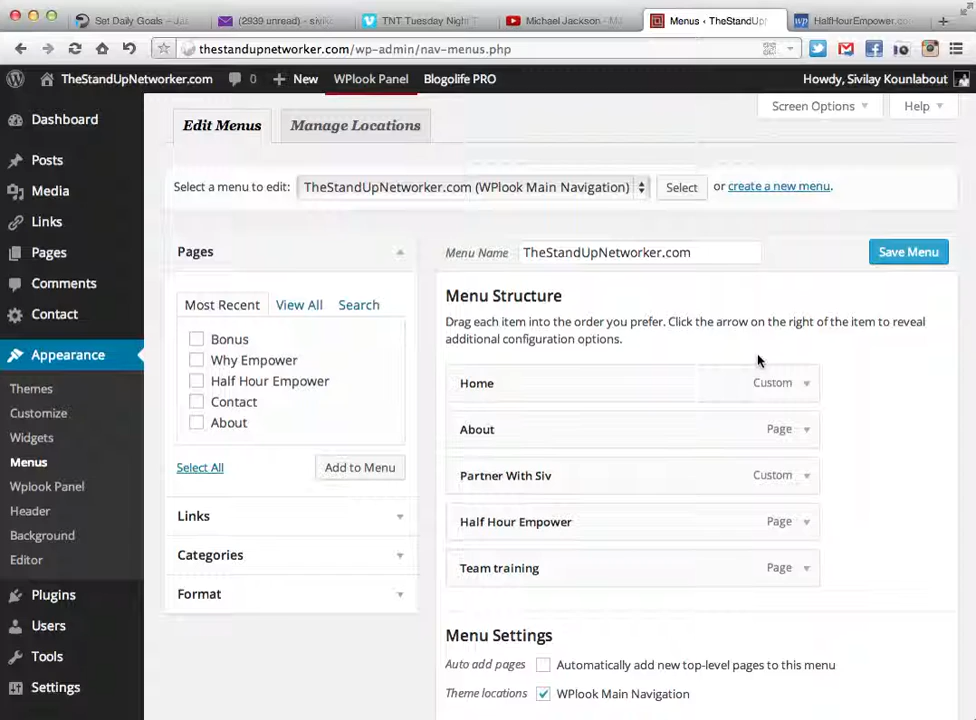 Set Daily Goals – Jas
(2939 unread) - sivilk
TNT Tuesday Night T
Michael Jackson - M
Menus ‹ TheStandUp
HalfHourEmpower.co
thestandupnetworker.com/wp-admin/nav-menus.php
TheStandUpNetworker.com
0
New
WPlook Panel
Blogolife PRO
Howdy, Sivilay Kounlabout
Dashboard
Posts
Media
Links
Pages
Comments
Contact
Appearance
Themes
Customize
Widgets
Menus
Wplook Panel
Header
Background
Editor
Plugins
Users
Tools
Settings
Screen Options
Help
Edit Menus
Manage Locations
Select a menu to edit:
TheStandUpNetworker.com (WPlook Main Navigation)
Select
or create a new menu.
Pages
Most Recent
View All
Search
Bonus
Why Empower
Half Hour Empower
Contact
About
Select All
Add to Menu
Links
Categories
Format
Menu Name
TheStandUpNetworker.com
Save Menu
Menu Structure
Drag each item into the order you prefer. Click the arrow on the right of the item to reveal
additional configuration options.
Home
Custom
About
Page
Partner With Siv
Custom
Half Hour Empower
Page
Team training
Page
Menu Settings
Auto add pages
Automatically add new top-level pages to this menu
Theme locations
WPlook Main Navigation